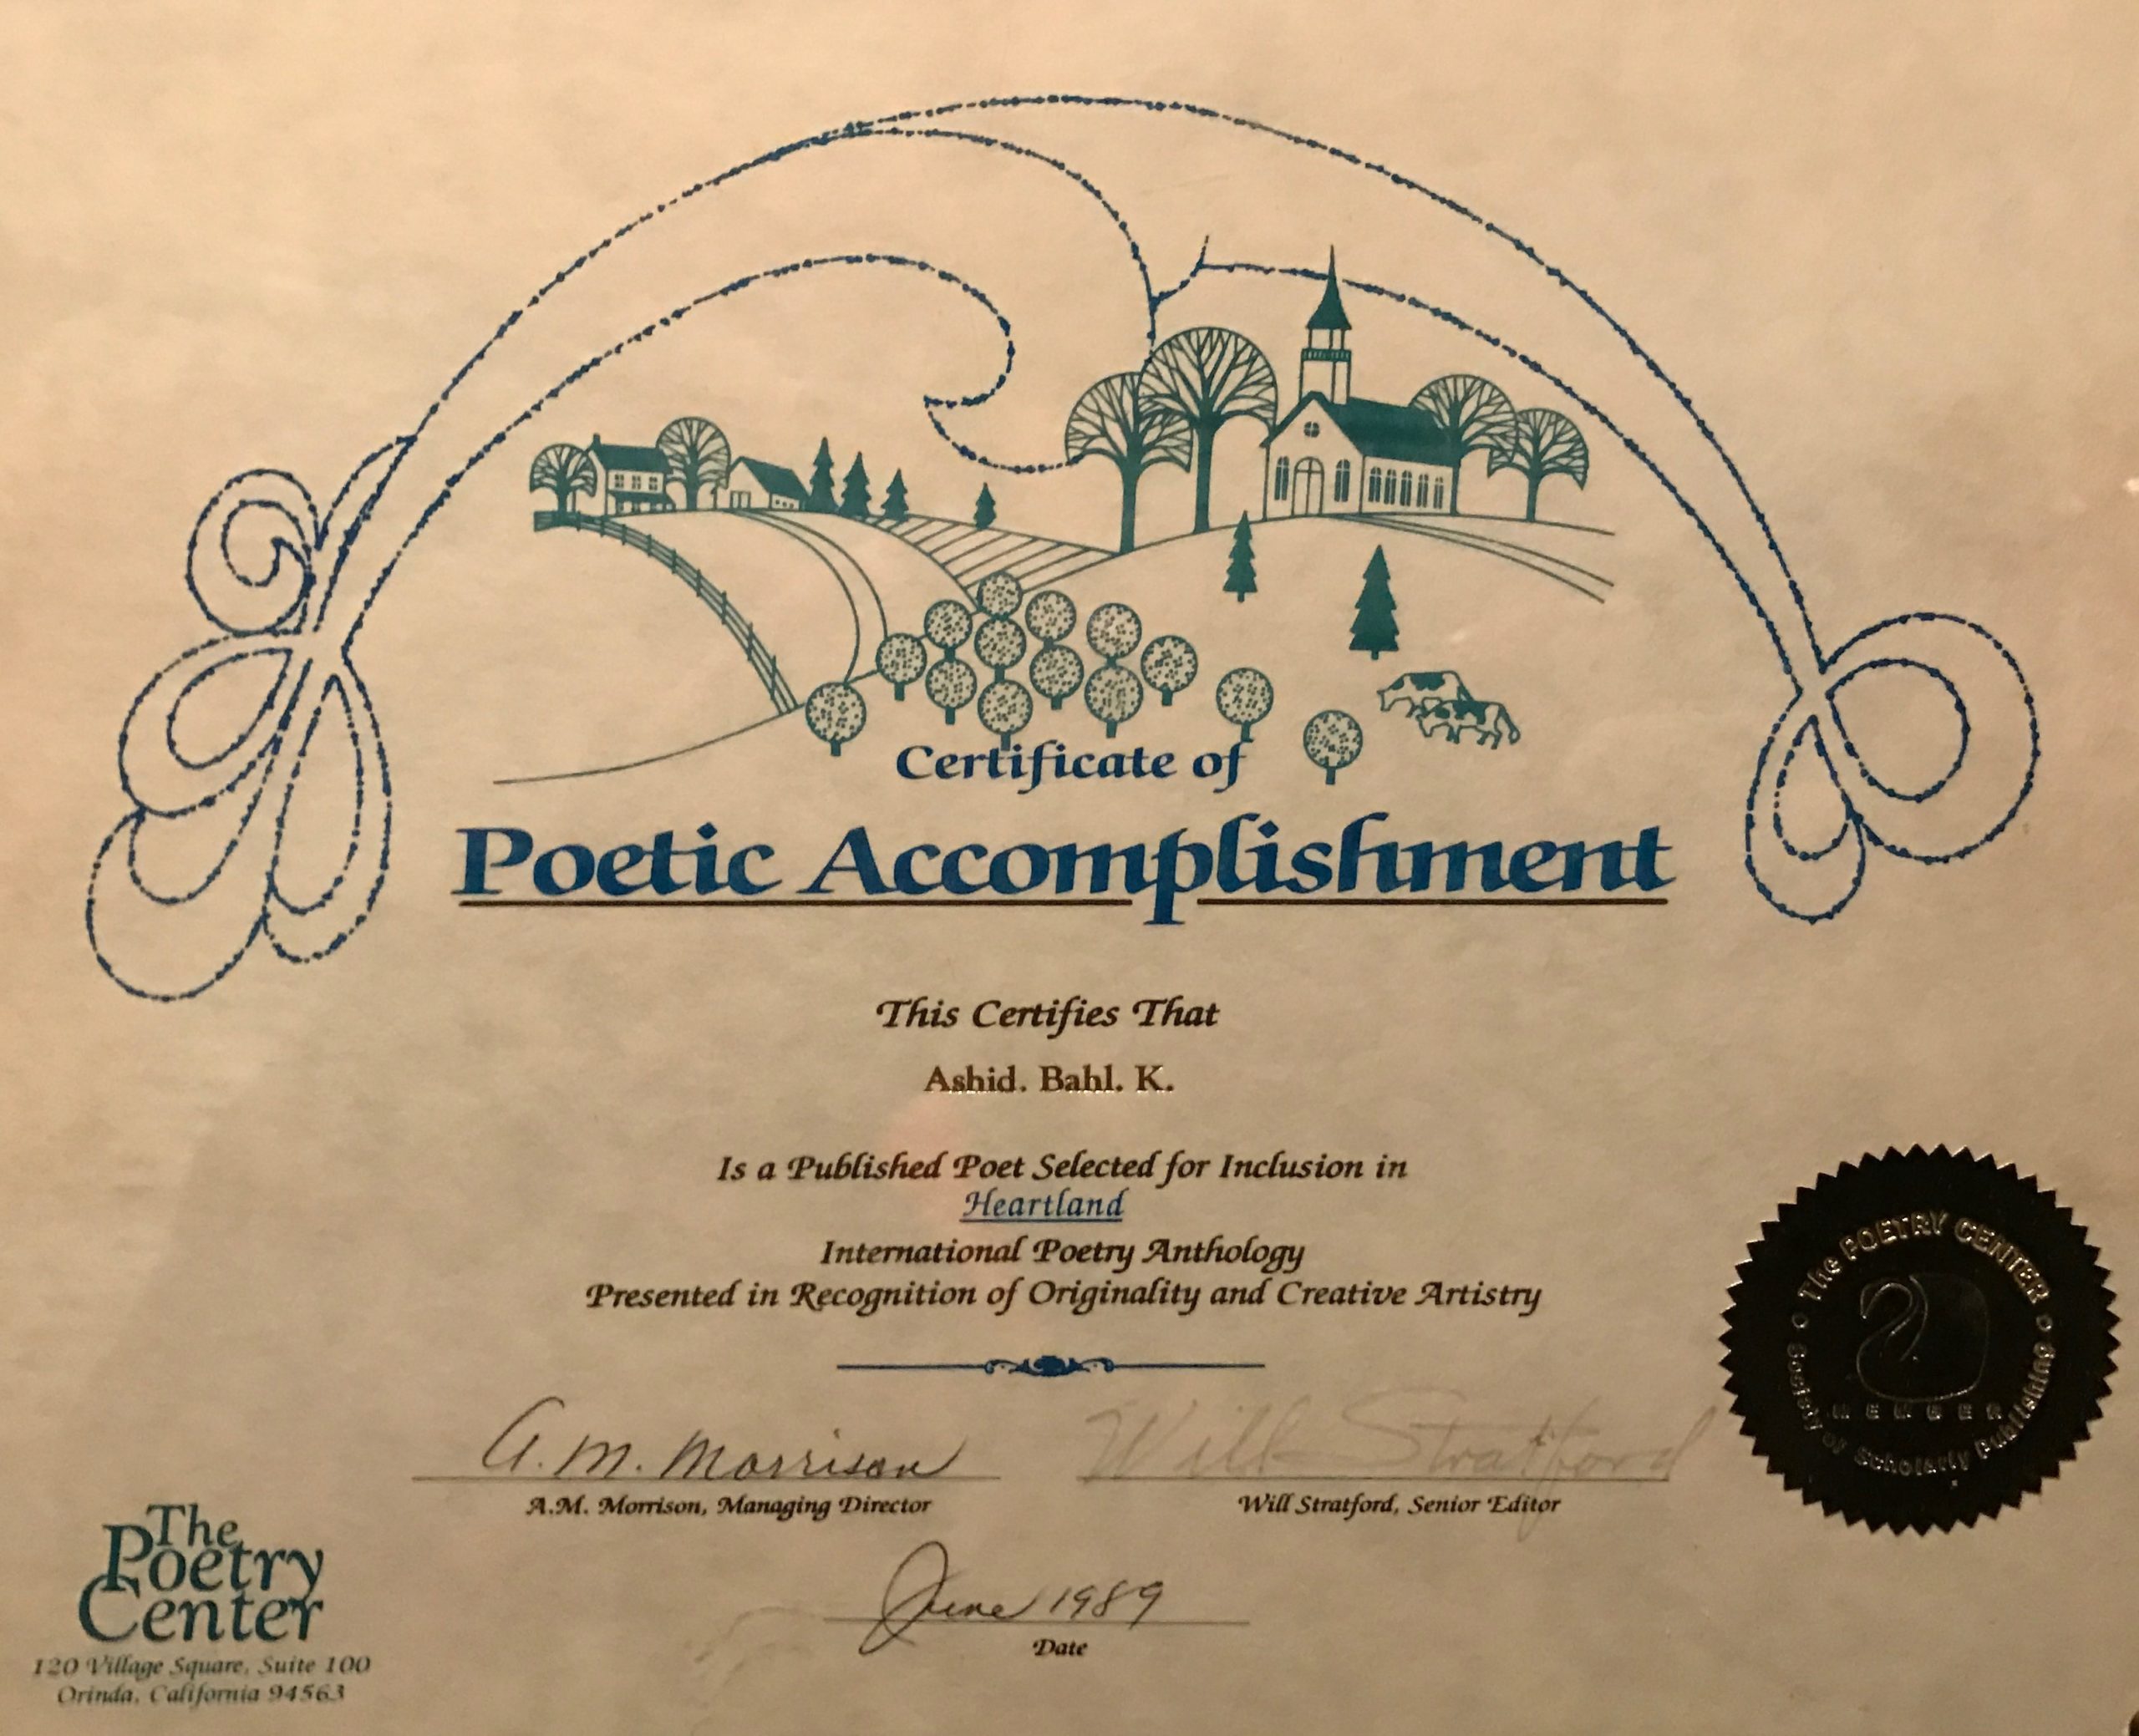 Certificate of
Poetic Accomplishment
This Certifies That
Ashid. Bahl. K.
Is a Published Poet Selected for Inclusion in
Heartland
International Poetry Anthology
Presented in Recognition of Originality and Creative Artistry
A.M. Morrison
Will Stratford
A.M. Morrison, Managing Director
Will Stratford, Senior Editor
June 1989
Date
The
Poetry
Center
120 Village Square, Suite 100
Orinda, California 94563
The POETRY CENTER
MEMBER
Society of Scholarly Publishing